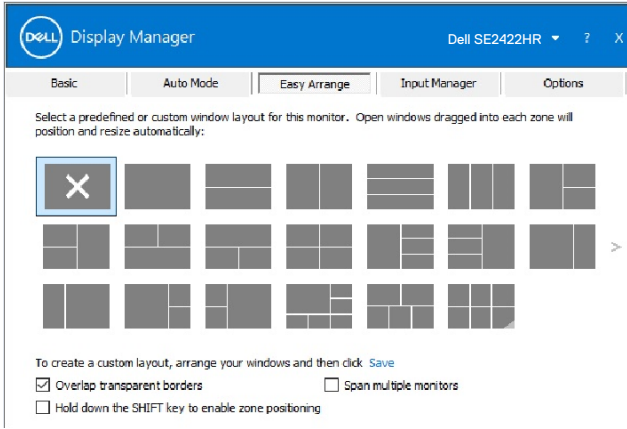 DELL Display Manager Dell SE2422HR ? X
Basic Auto Mode Easy Arrange Input Manager Options
Select a predefined or custom window layout for this monitor. Open windows dragged into each zone will
position and resize automatically:
>
To create a custom layout, arrange your windows and then click Save
Overlap transparent borders Span multiple monitors
Hold down the SHIFT key to enable zone positioning